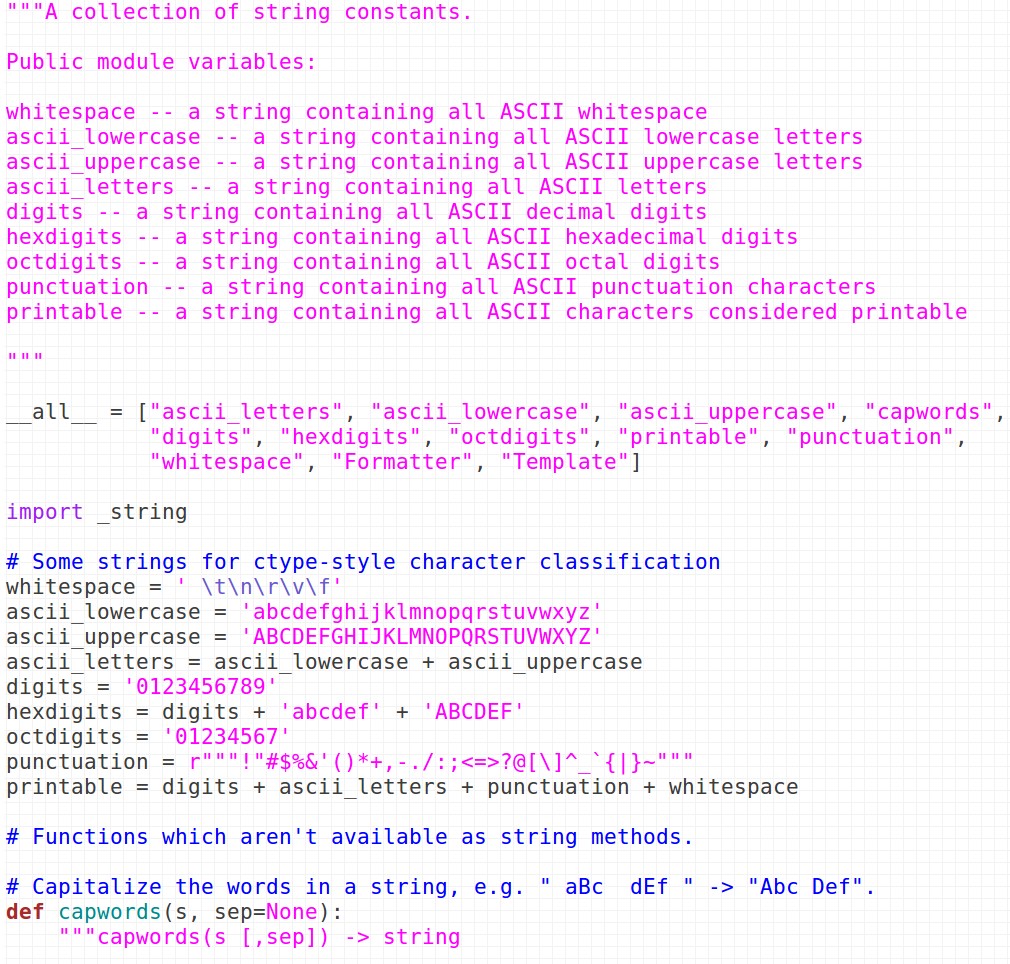 """A collection of string constants.

Public module variables:

whitespace -- a string containing all ASCII whitespace
ascii_lowercase -- a string containing all ASCII lowercase letters
ascii_uppercase -- a string containing all ASCII uppercase letters
ascii_letters -- a string containing all ASCII letters
digits -- a string containing all ASCII decimal digits
hexdigits -- a string containing all ASCII hexadecimal digits
octdigits -- a string containing all ASCII octal digits
punctuation -- a string containing all ASCII punctuation characters
printable -- a string containing all ASCII characters considered printable

"""

__all__ = ["ascii_letters", "ascii_lowercase", "ascii_uppercase", "capwords",
           "digits", "hexdigits", "octdigits", "printable", "punctuation",
           "whitespace", "Formatter", "Template"]

import _string

# Some strings for ctype-style character classification
whitespace = ' \t\n\r\v\f'
ascii_lowercase = 'abcdefghijklmnopqrstuvwxyz'
ascii_uppercase = 'ABCDEFGHIJKLMNOPQRSTUVWXYZ'
ascii_letters = ascii_lowercase + ascii_uppercase
digits = '0123456789'
hexdigits = digits + 'abcdef' + 'ABCDEF'
octdigits = '01234567'
punctuation = r"""!"#$%&'()*+,-./:;<=>?@[\]^_`{|}~"""
printable = digits + ascii_letters + punctuation + whitespace

# Functions which aren't available as string methods.

# Capitalize the words in a string, e.g. " aBc  dEf " -> "Abc Def".
def capwords(s, sep=None):
    """capwords(s [,sep]) -> string